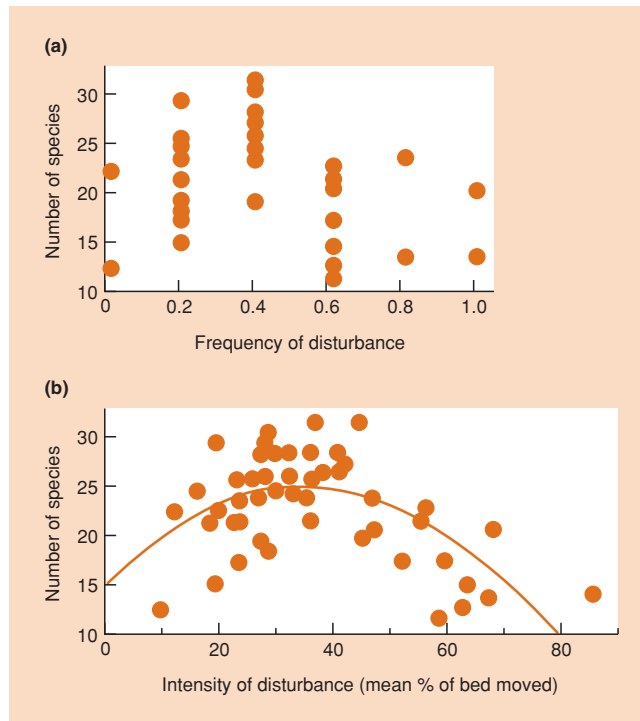 (a)
Number of species
30
25
20
15
10
0 0.2 0.4 0.6 0.8 1.0
Frequency of disturbance
(b)
Number of species
30
25
20
15
10
0 20 40 60 80
Intensity of disturbance (mean % of bed moved)